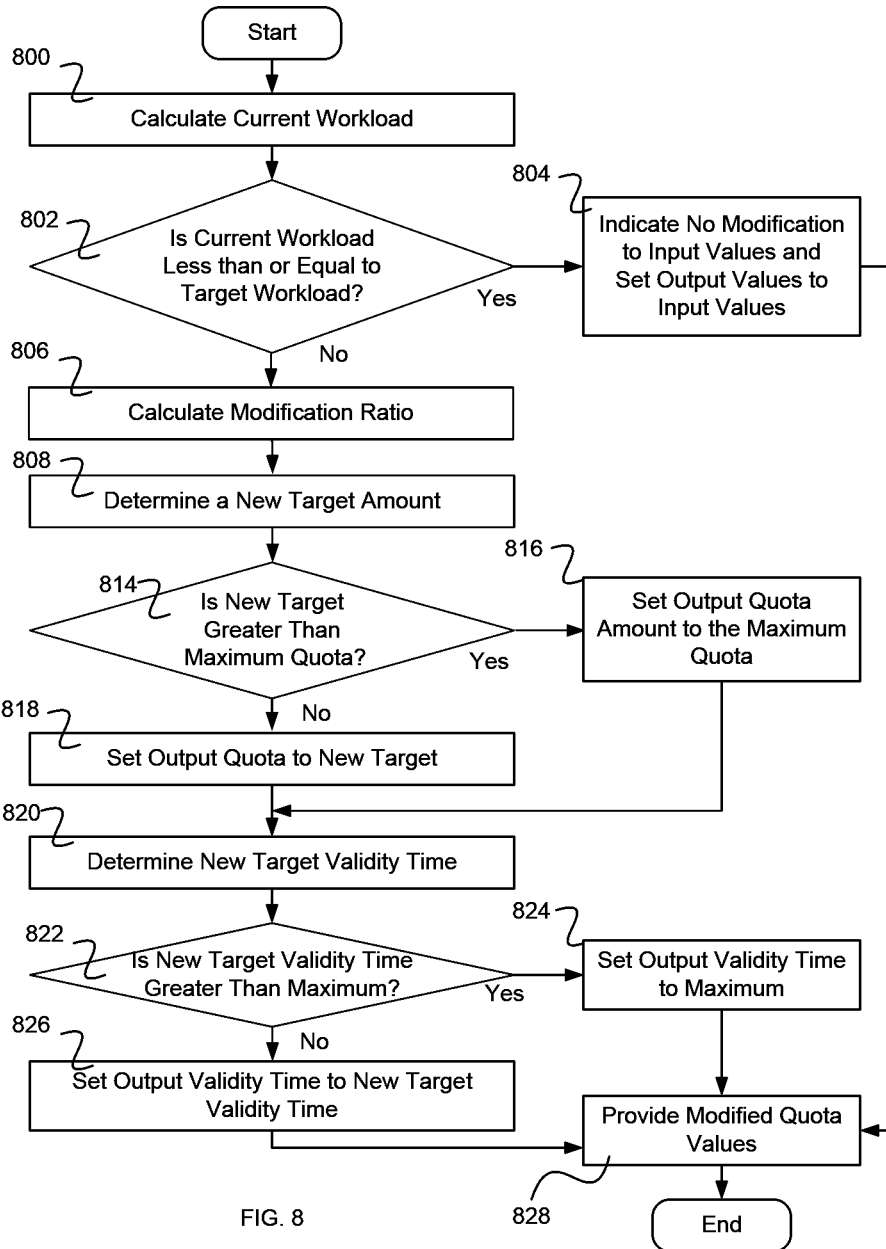 Start
800
Calculate Current Workload
802
Is Current Workload
Less than or Equal to
Target Workload?
Yes
No
804
Indicate No Modification
to Input Values and
Set Output Values to
Input Values
806
Calculate Modification Ratio
808
Determine a New Target Amount
814
Is New Target
Greater Than
Maximum Quota?
Yes
No
816
Set Output Quota
Amount to the Maximum
Quota
818
Set Output Quota to New Target
820
Determine New Target Validity Time
822
Is New Target Validity Time
Greater Than Maximum?
Yes
No
824
Set Output Validity Time
to Maximum
826
Set Output Validity Time to New Target
Validity Time
Provide Modified Quota
Values
828
End
FIG. 8